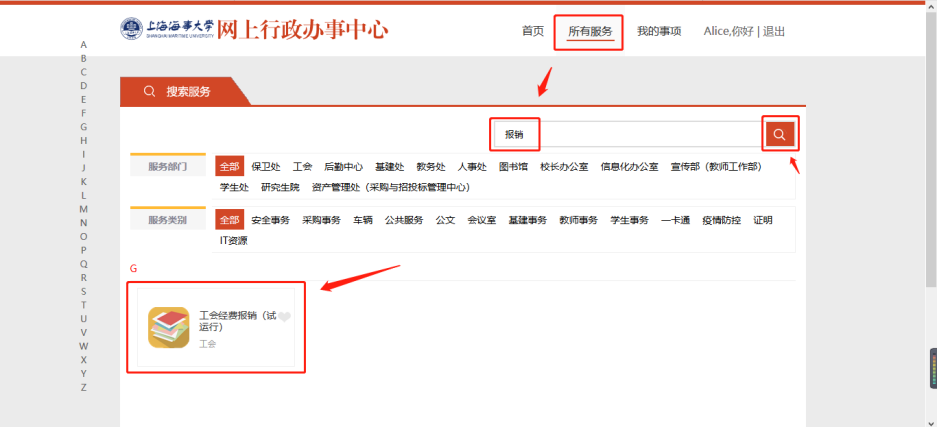 上海海事大学
SHANGHAI MARITIME UNIVERSITY
网上行政办事中心
首页 所有服务 我的事项 Alice,你好 | 退出
A
B
C
D
E
F
G
H
I
J
K
L
M
N
O
P
Q
R
S
T
U
V
W
X
Y
Z
搜索服务
报销
服务部门 全部 保卫处 工会 后勤中心 基建处 教务处 人事处 图书馆 校长办公室 信息化办公室 宣传部（教师工作部）
学生处 研究生院 资产管理处（采购与招投标管理中心）
服务类别 全部 安全事务 采购事务 车辆 公共服务 公文 会议室 基建事务 教师事务 学生事务 一卡通 疫情防控 证明
IT资源
G
工会经费报销（试
运行）
工会